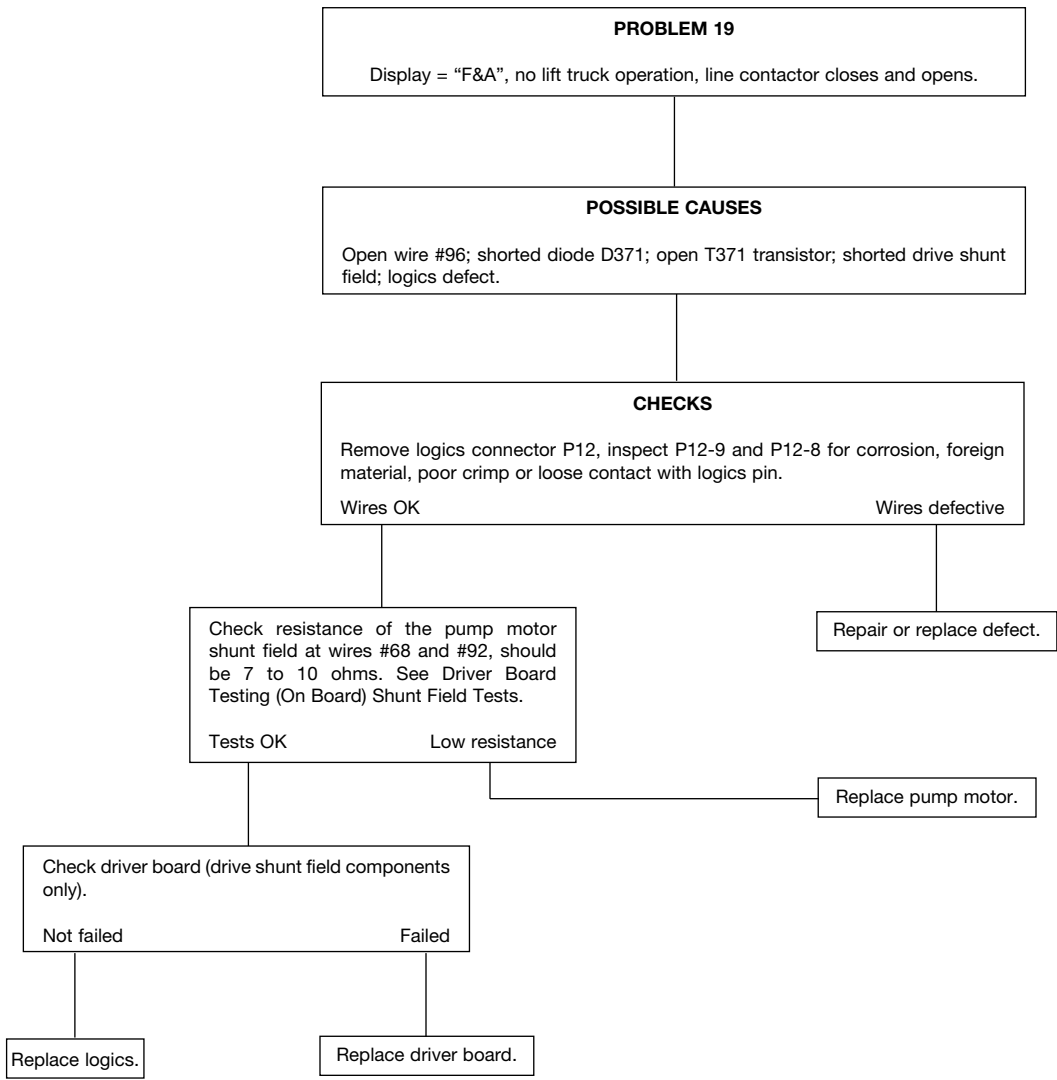 PROBLEM 19
Display = “F&A”, no lift truck operation, line contactor closes and opens.
POSSIBLE CAUSES
Open wire #96; shorted diode D371; open T371 transistor; shorted drive shunt
field; logics defect.
CHECKS
Remove logics connector P12, inspect P12-9 and P12-8 for corrosion, foreign
material, poor crimp or loose contact with logics pin.
Wires OK
Wires defective
Check resistance of the pump motor
shunt field at wires #68 and #92, should
be 7 to 10 ohms. See Driver Board
Testing (On Board) Shunt Field Tests.
Tests OK
Low resistance
Repair or replace defect.
Replace pump motor.
Check driver board (drive shunt field components
only).
Not failed
Failed
Replace logics.
Replace driver board.